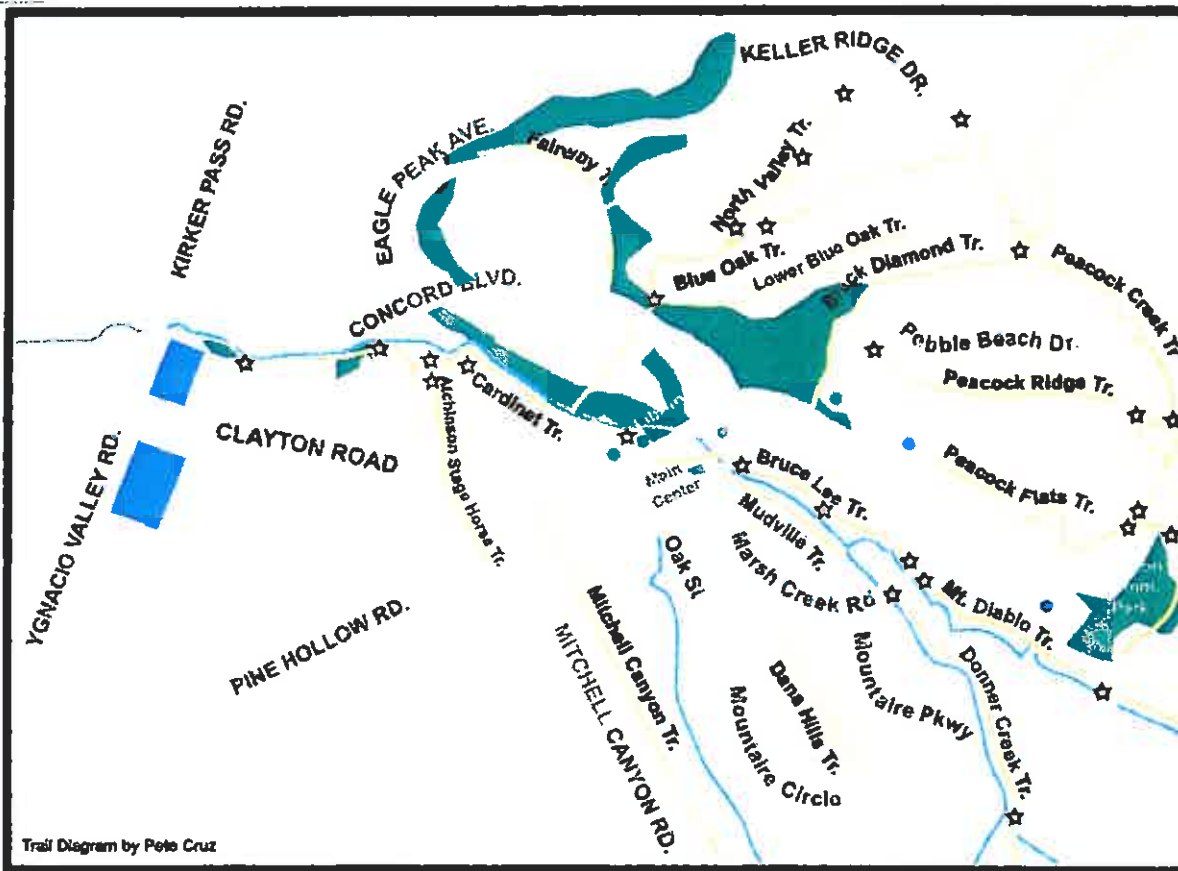 KELLER RIDGE DR.
KIRKER PASS RD.
EAGLE PEAK AVE.
Fairway
North Valley Tr.
Blue Oak Tr.
Lower Blue Oak Tr.
Black Diamond Tr.
Peacock Creek Tr.
CONCORD BLVD.
Pebble Beach Dr.
Peacock Ridge Tr.
Cardinet Tr.
CLAYTON ROAD
Atchinson Stage Horse Tr.
YGNACIO VALLEY RD.
Main
Center
Bruce Lee Tr.
Peacock Flats Tr.
Mudville Tr.
Oak St
Marsh Creek Rd
Mt. Diablo Tr.
Park
PINE HOLLOW RD.
Mitchell Canyon Tr.
MITCHELL CANYON RD.
Dana Hills Tr.
Mountaire Circle
Mountaire Pkwy
Donner Creek Tr.
Trail Diagram by Pete Cruz